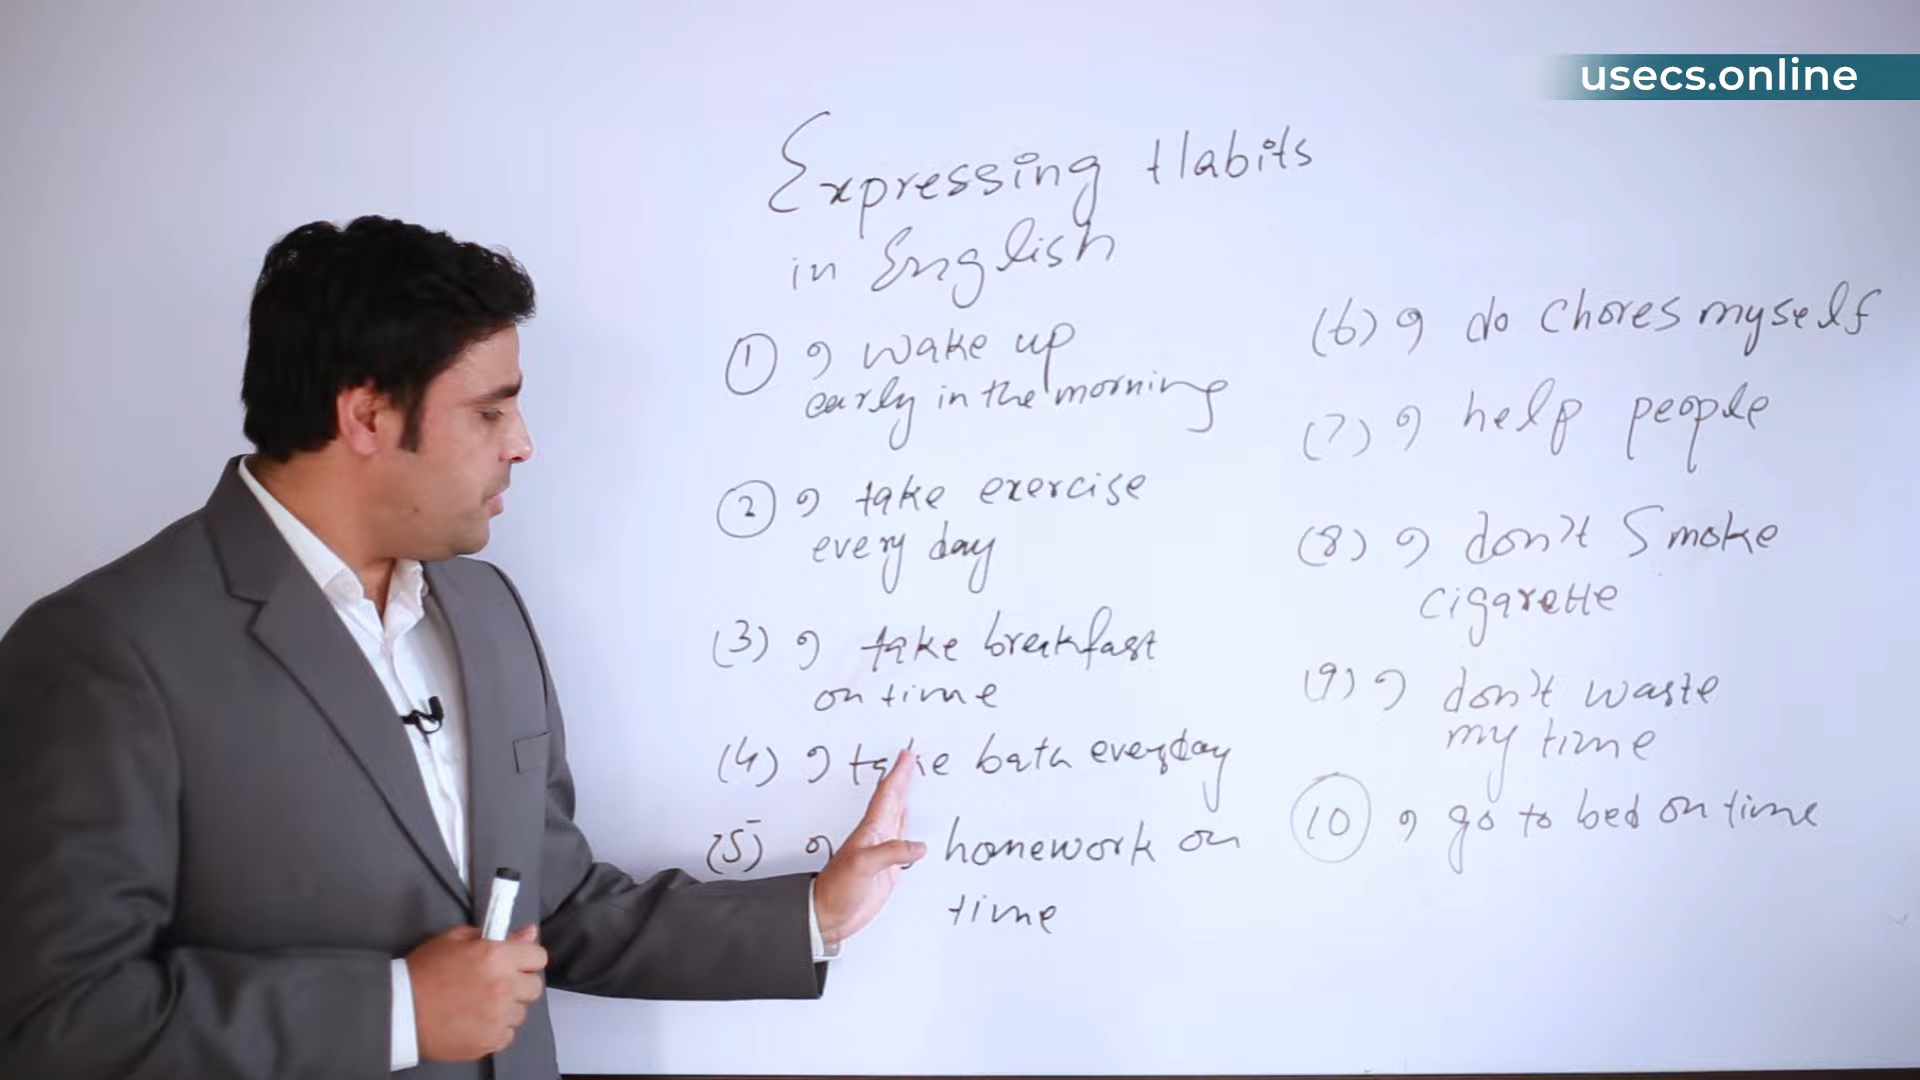 usecs.online
Expressing Habits
in English
1 I wake up
early in the morning
2 I take exercise
every day
(3) I take breakfast
on time
(4) I take bath everyday
(5) I homework on
time
(6) I do chores myself
(7) I help people
(8) I don't smoke
cigarette
(9) I don't waste
my time
10 I go to bed on time